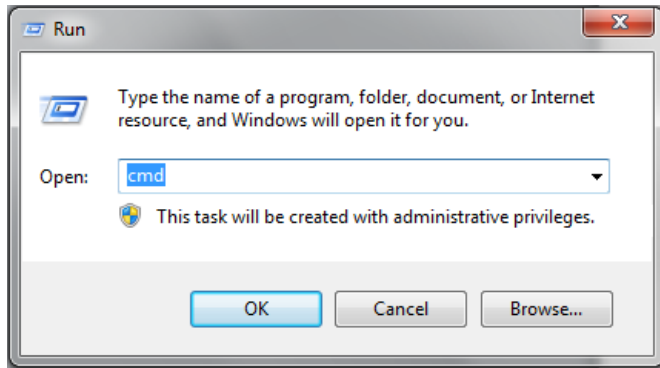 Run
Type the name of a program, folder, document, or Internet
resource, and Windows will open it for you.
Open: cmd
This task will be created with administrative privileges.
OK Cancel Browse...